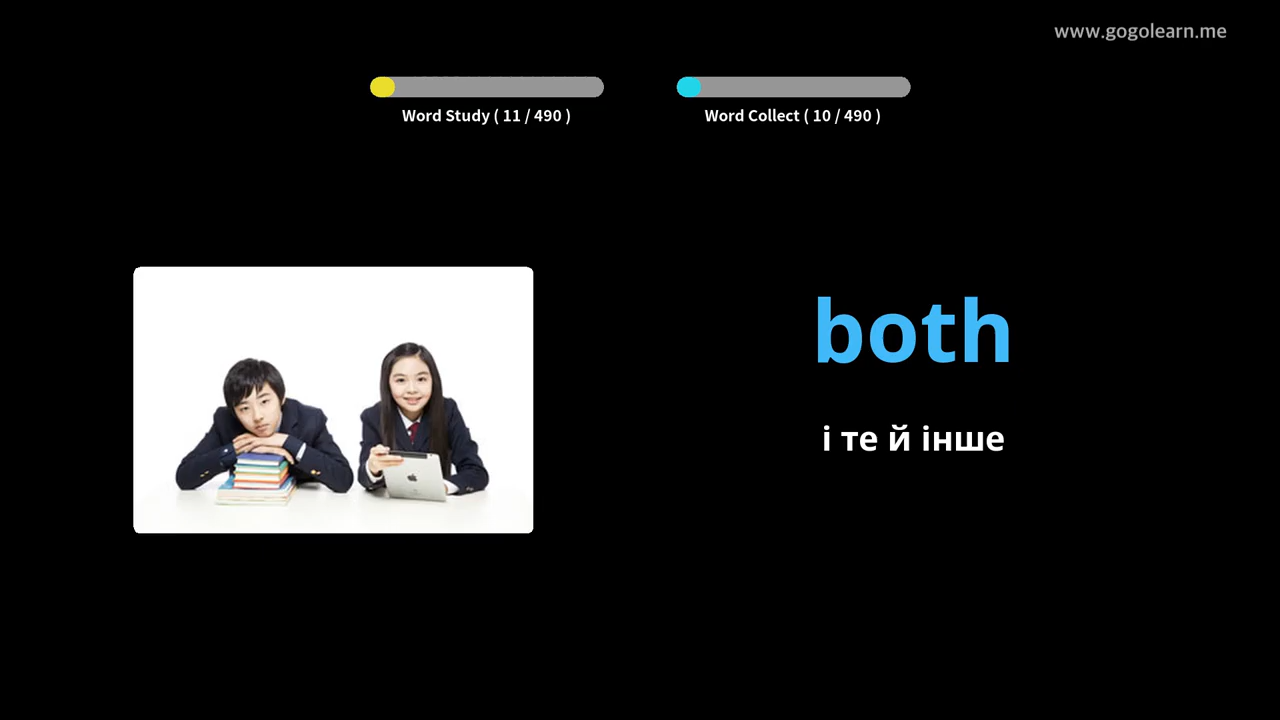 www.gogolearn.me
Word Study ( 11 / 490 )
Word Collect ( 10 / 490 )
both
і те й інше